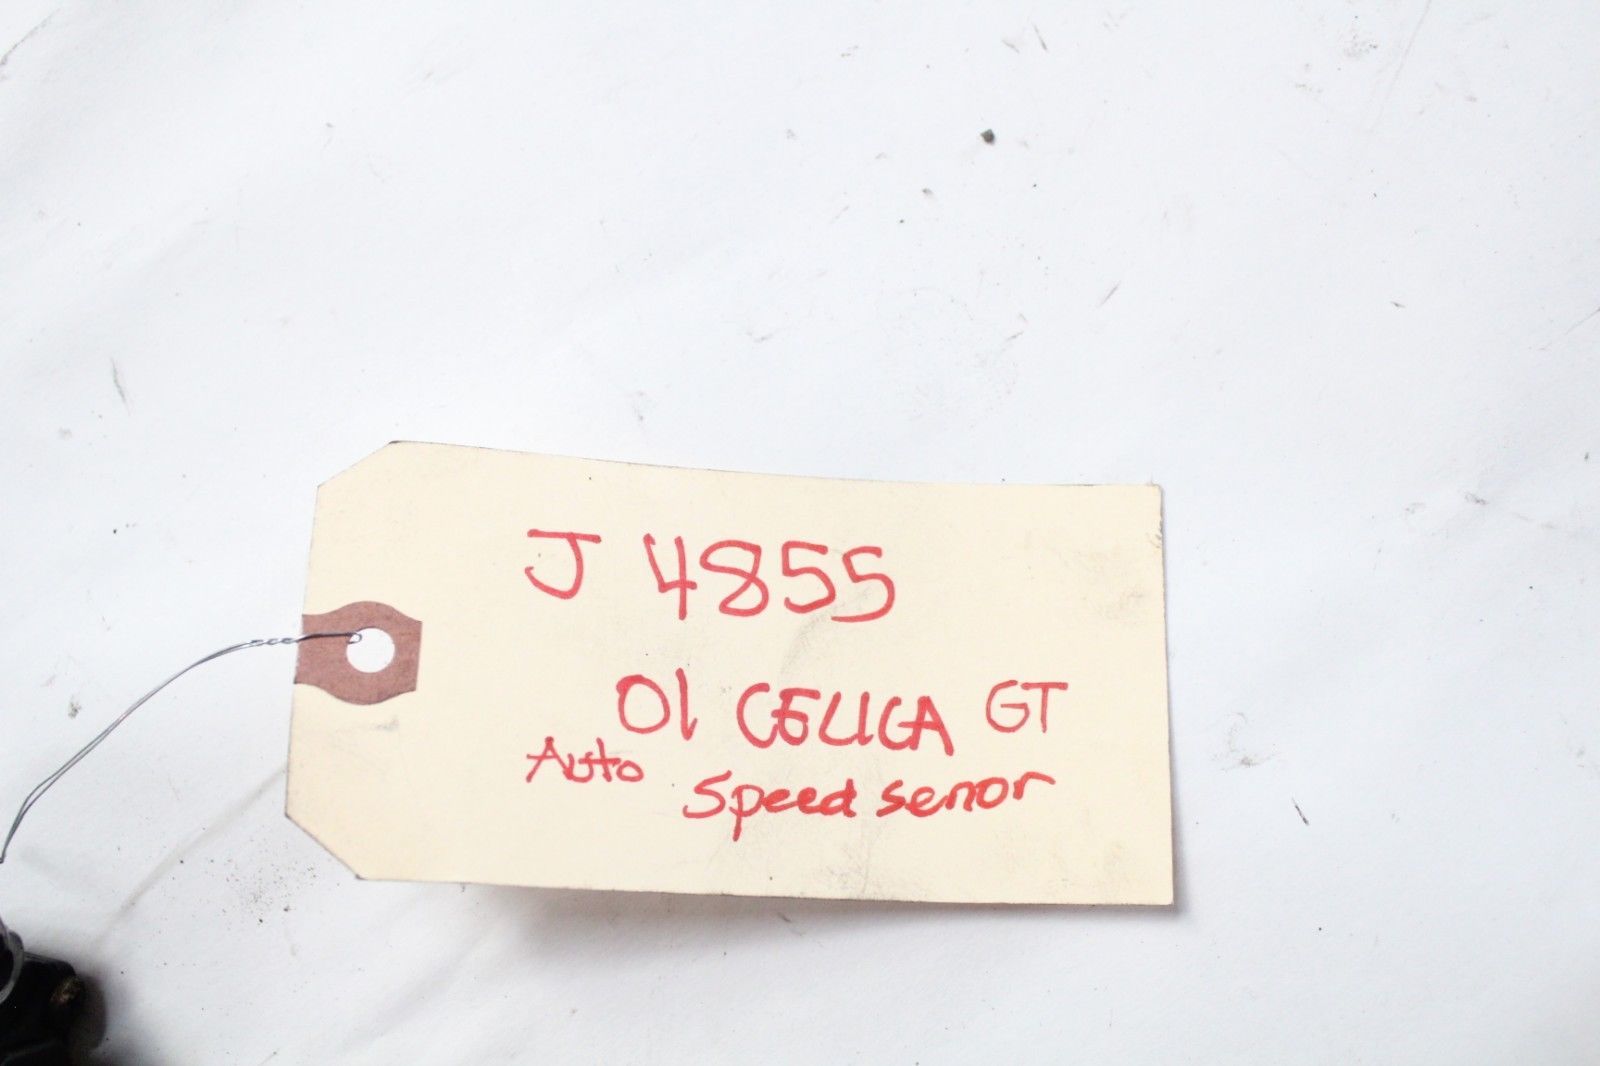 J 4855
01 CELICA GT
Auto Speed senor